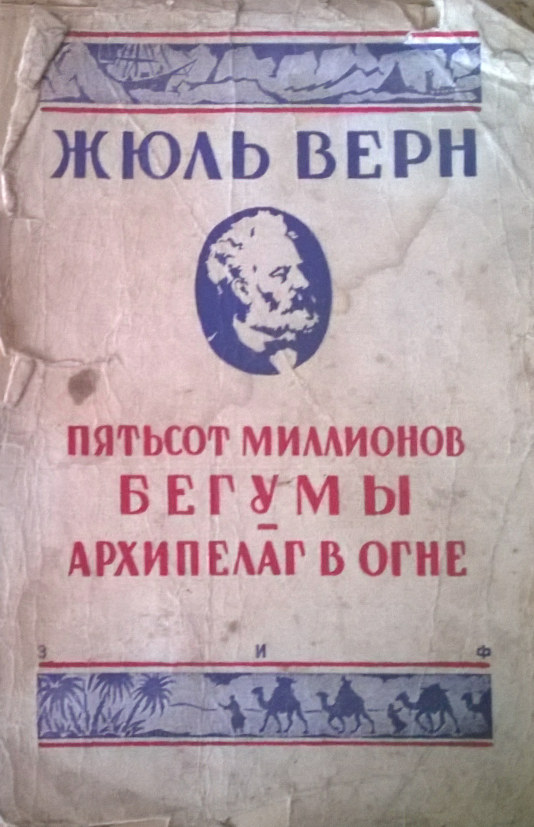 ЖЮЛЬ ВЕРН
ПЯТЬСОТ МИЛЛИОНОВ
БЕГУМЫ
–
АРХИПЕЛАГ В ОГНЕ
З И Ф